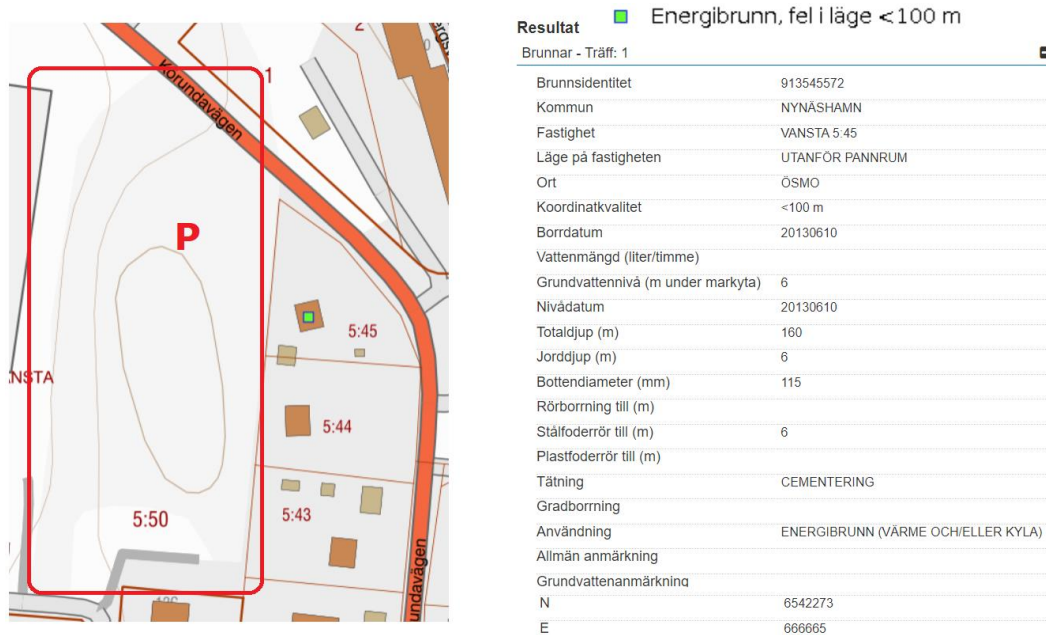 2
1
Korundavägen
P
5:45
NSTA
5:44
5:43
5:50
undavägen
Energibrunn, fel i läge <100 m
Resultat
Brunnar - Träff: 1
Brunnsidentitet 913545572
Kommun NYNÄSHAMN
Fastighet VANSTA 5:45
Läge på fastigheten UTANFÖR PANNRUM
Ort ÖSMO
Koordinatkvalitet <100 m
Borrdatum 20130610
Vattenmängd (liter/timme)
Grundvattennivå (m under markyta) 6
Nivådatum 20130610
Totaldjup (m) 160
Jorddjup (m) 6
Bottendiameter (mm) 115
Rörborrning till (m)
Stålfoderrör till (m) 6
Plastfoderrör till (m)
Tätning CEMENTERING
Gradborrning
Användning ENERGIBRUNN (VÄRME OCH/ELLER KYLA)
Allmän anmärkning
Grundvattenanmärkning
N 6542273
E 666665